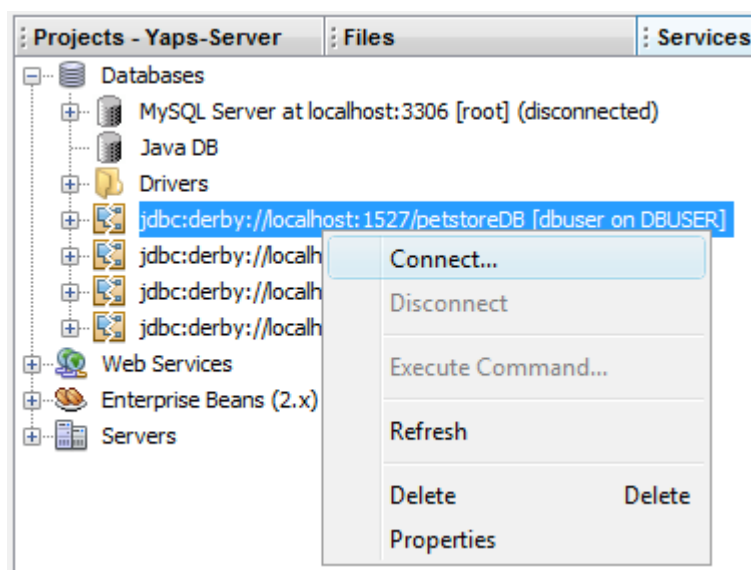 Projects - Yaps-Server Files Services
Databases
MySQL Server at localhost:3306 [root] (disconnected)
Java DB
Drivers
jdbc:derby://localhost:1527/petstoreDB [dbuser on DBUSER]
jdbc:derby://localh
jdbc:derby://localh
jdbc:derby://localh
Web Services
Enterprise Beans (2.x)
Servers
Connect...
Disconnect
Execute Command...
Refresh
Delete Delete
Properties